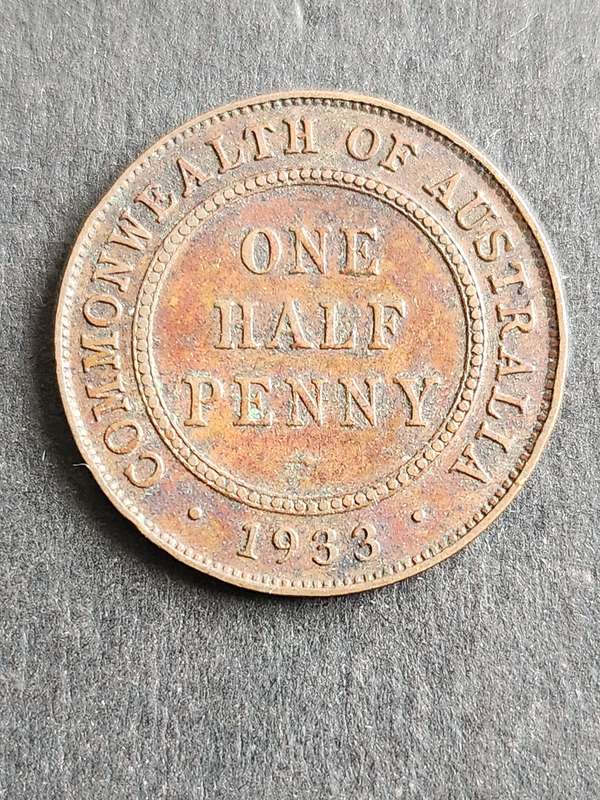 COMMONWEALTH OF AUSTRALIA
ONE
HALF
PENNY
· 1933 ·